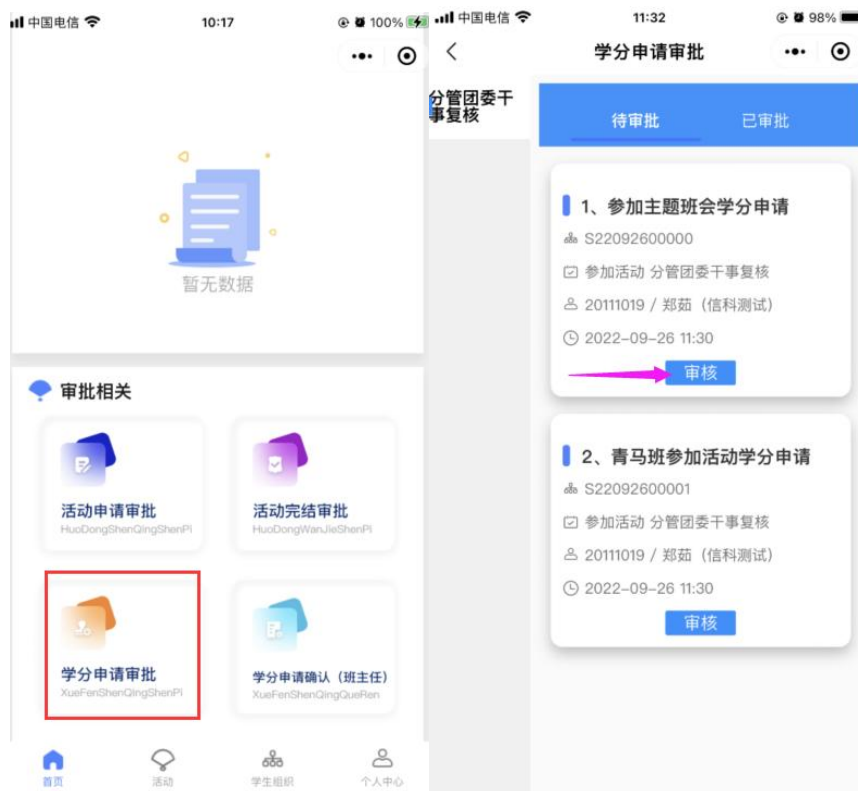 中国电信
10:17
100%
暂无数据
审批相关
活动申请审批
HuoDongShenQingShenPi
活动完结审批
HuoDongWanJieShenPi
学分申请审批
XueFenShenQingShenPi
学分申请确认（班主任）
XueFenShenQingQueRen
首页
活动
学生组织
个人中心
中国电信
11:32
98%
学分申请审批
分管团委干
事复核
待审批
已审批
1、参加主题班会学分申请
S22092600000
参加活动 分管团委干事复核
20111019 / 郑茹（信科测试）
2022-09-26 11:30
审核
2、青马班参加活动学分申请
S22092600001
参加活动 分管团委干事复核
20111019 / 郑茹（信科测试）
2022-09-26 11:30
审核